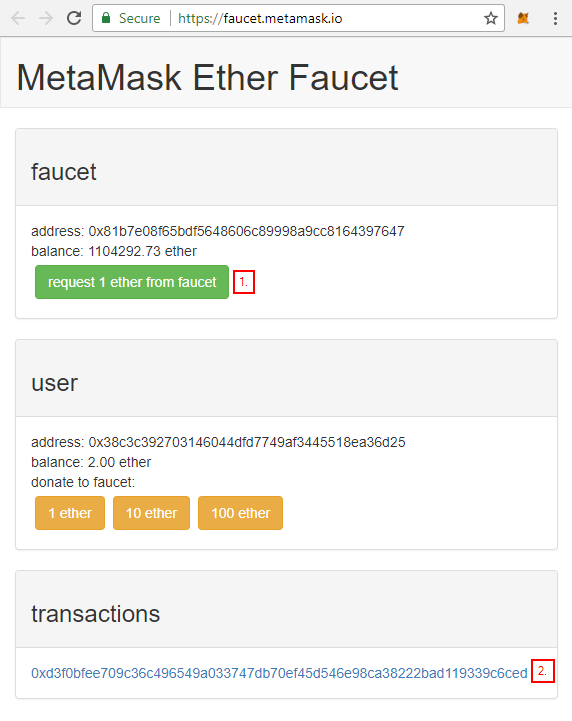 Secure https://faucet.metamask.io
MetaMask Ether Faucet
faucet
address: 0x81b7e08f65bdf5648606c89998a9cc8164397647
balance: 1104292.73 ether
request 1 ether from faucet 1.
user
address: 0x38c3c392703146044dfd7749af3445518ea36d25
balance: 2.00 ether
donate to faucet:
1 ether 10 ether 100 ether
transactions
0xd3f0bfee709c36c496549a033747db70ef45d546e98ca38222bad119339c6ced 2.